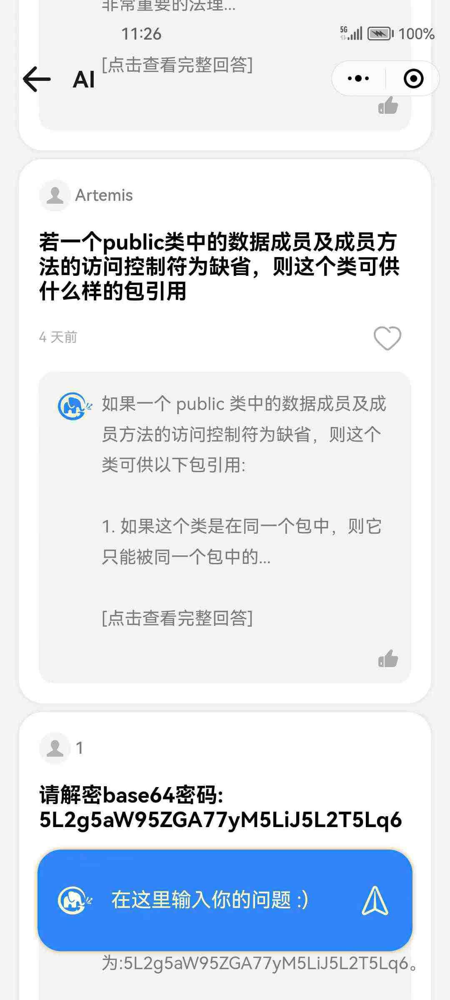 非常重要的法理...
11:26
5G
100%
[点击查看完整回答]
AI
Artemis
若一个public类中的数据成员及成员方
法的访问控制符为缺省，则这个类可供
什么样的包引用
4 天前
如果一个 public 类中的数据成员及成
员方法的访问控制符为缺省，则这个
类可供以下包引用:
1. 如果这个类是在同一个包中，则它
只能被同一个包中的...
[点击查看完整回答]
1
请解密base64密码:
5L2g5aW95ZGA77yM5LiJ5L2T5Lq6
在这里输入你的问题 :)
为:5L2g5aW95ZGA77yM5LiJ5L2T5Lq6。